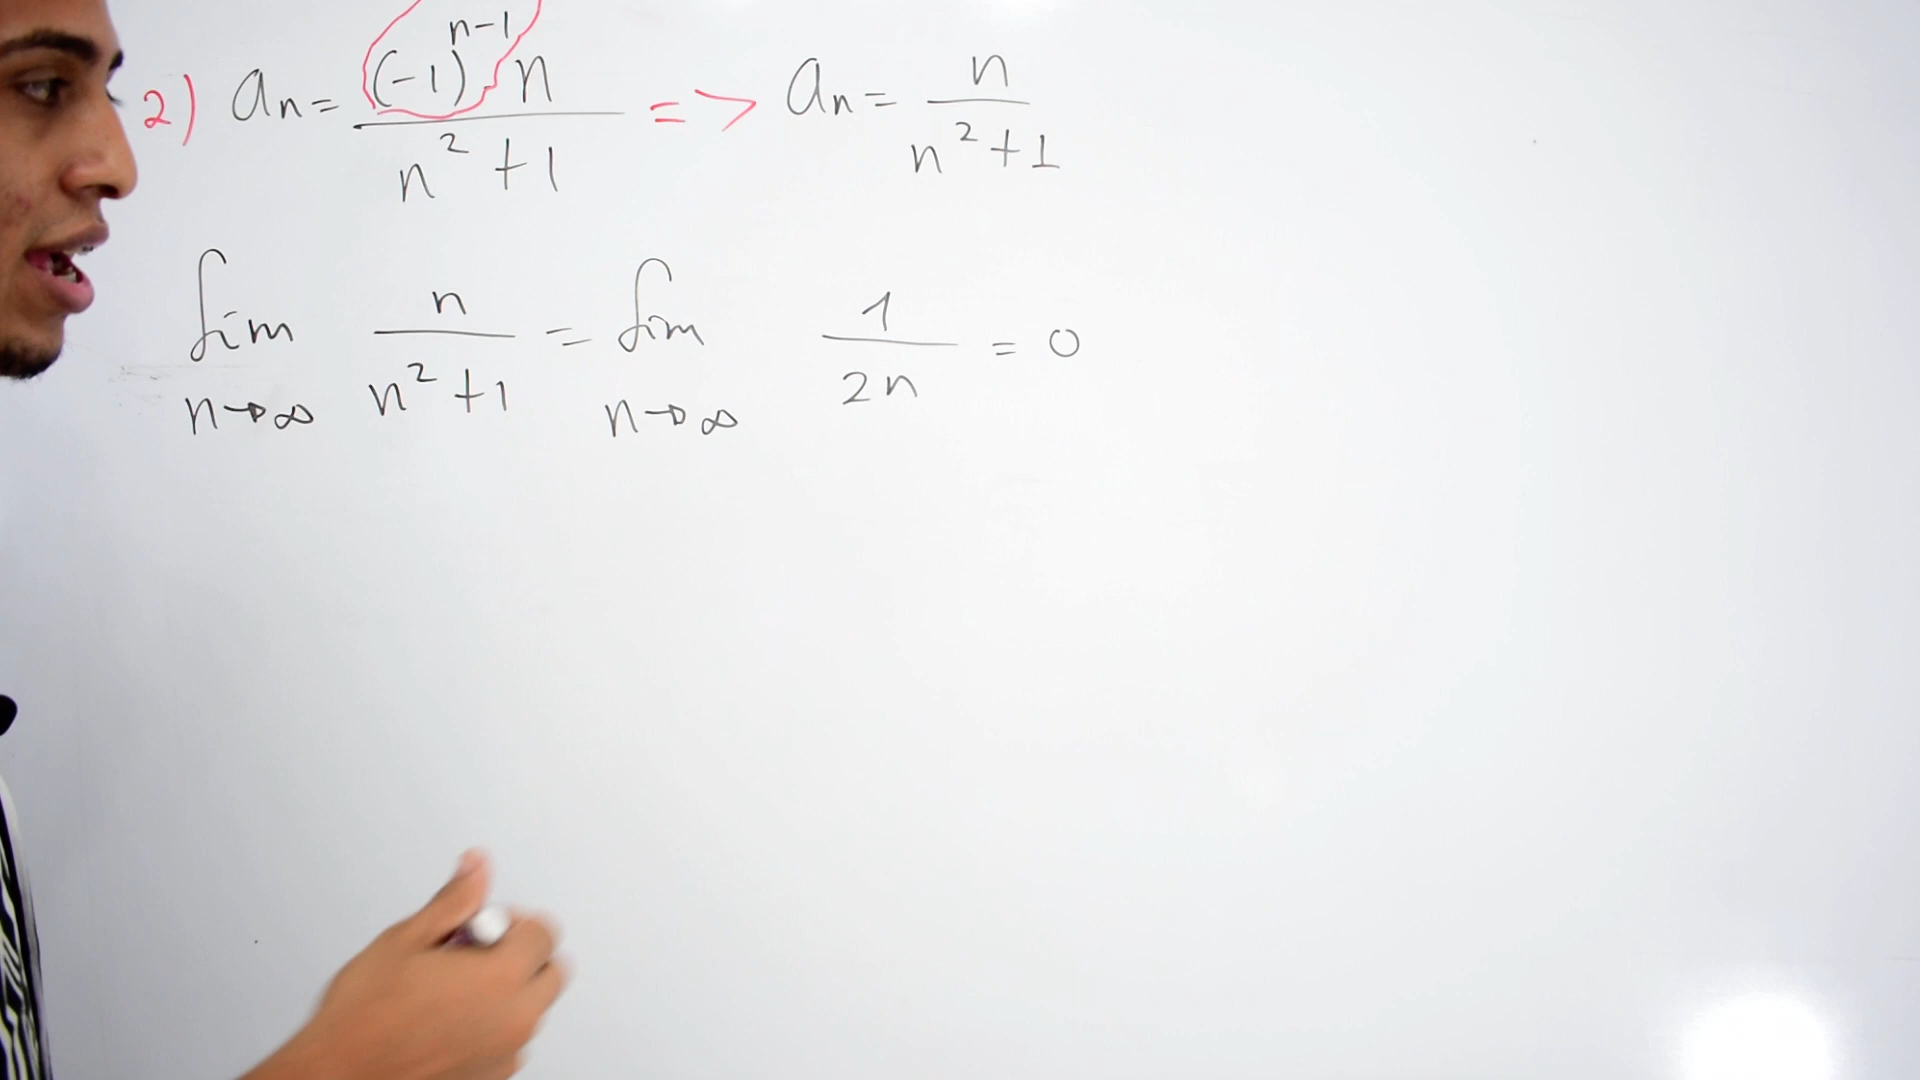 2) an = (-1)^(n-1) n / (n² + 1) => an = n / (n² + 1)
lim n→∞ n / (n² + 1) = lim n→∞ 1 / 2n = 0